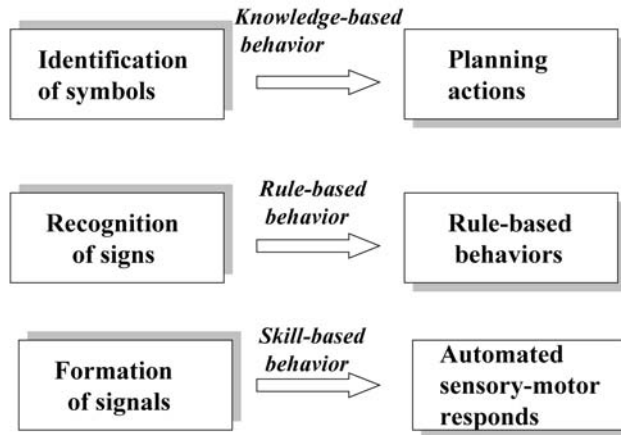 Identification
of symbols
Knowledge-based
behavior
Planning
actions
Recognition
of signs
Rule-based
behavior
Rule-based
behaviors
Formation
of signals
Skill-based
behavior
Automated
sensory-motor
responds